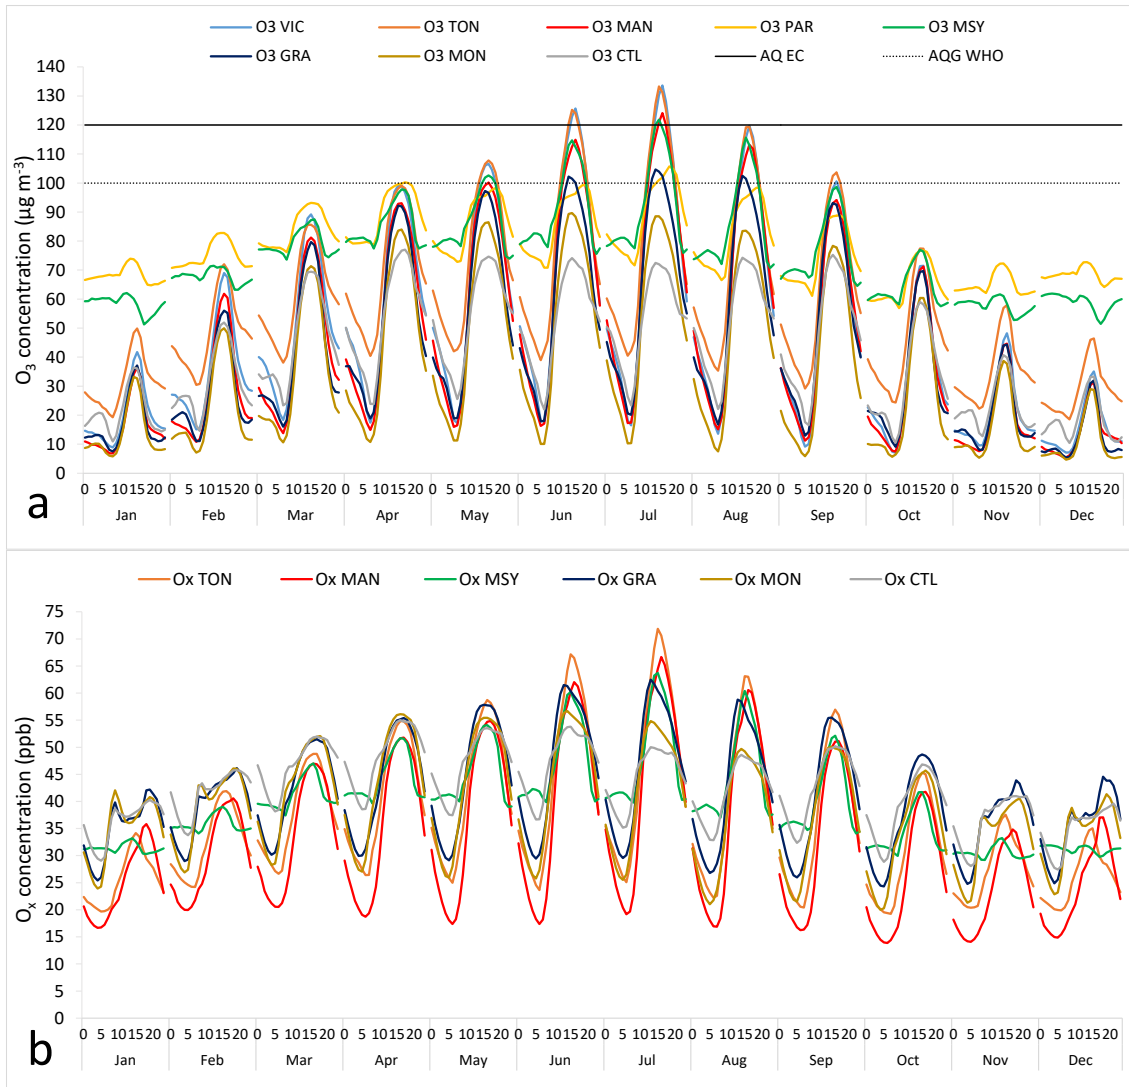 O3 VIC O3 TON O3 MAN O3 PAR O3 MSY
O3 GRA O3 MON O3 CTL AQ EC AQG WHO
140
130
120
110
100
90
80
70
60
50
40
30
20
10
0
O₃ concentration (µg m⁻³)
0 5 101520 0 5 101520 0 5 101520 0 5 101520 0 5 101520 0 5 101520 0 5 101520 0 5 101520 0 5 101520 0 5 101520 0 5 101520 0 5 101520
Jan Feb Mar Apr May Jun Jul Aug Sep Oct Nov Dec
a
Ox TON Ox MAN Ox MSY Ox GRA Ox MON Ox CTL
75
70
65
60
55
50
45
40
35
30
25
20
15
10
5
0
Oₓ concentration (ppb)
0 5 101520 0 5 101520 0 5 101520 0 5 101520 0 5 101520 0 5 101520 0 5 101520 0 5 101520 0 5 101520 0 5 101520 0 5 101520 0 5 101520
Jan Feb Mar Apr May Jun Jul Aug Sep Oct Nov Dec
b